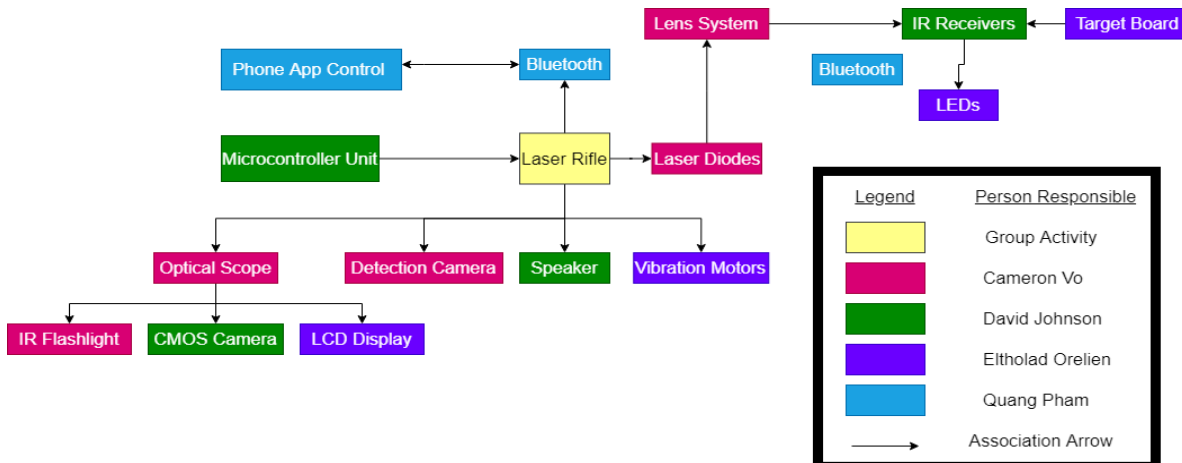 Lens System
IR Receivers
Target Board
Phone App Control
Bluetooth
Bluetooth
LEDs
Microcontroller Unit
Laser Rifle
Laser Diodes
Optical Scope
Detection Camera
Speaker
Vibration Motors
IR Flashlight
CMOS Camera
LCD Display
Legend
Person Responsible
Group Activity
Cameron Vo
David Johnson
Eltholad Orelien
Quang Pham
Association Arrow